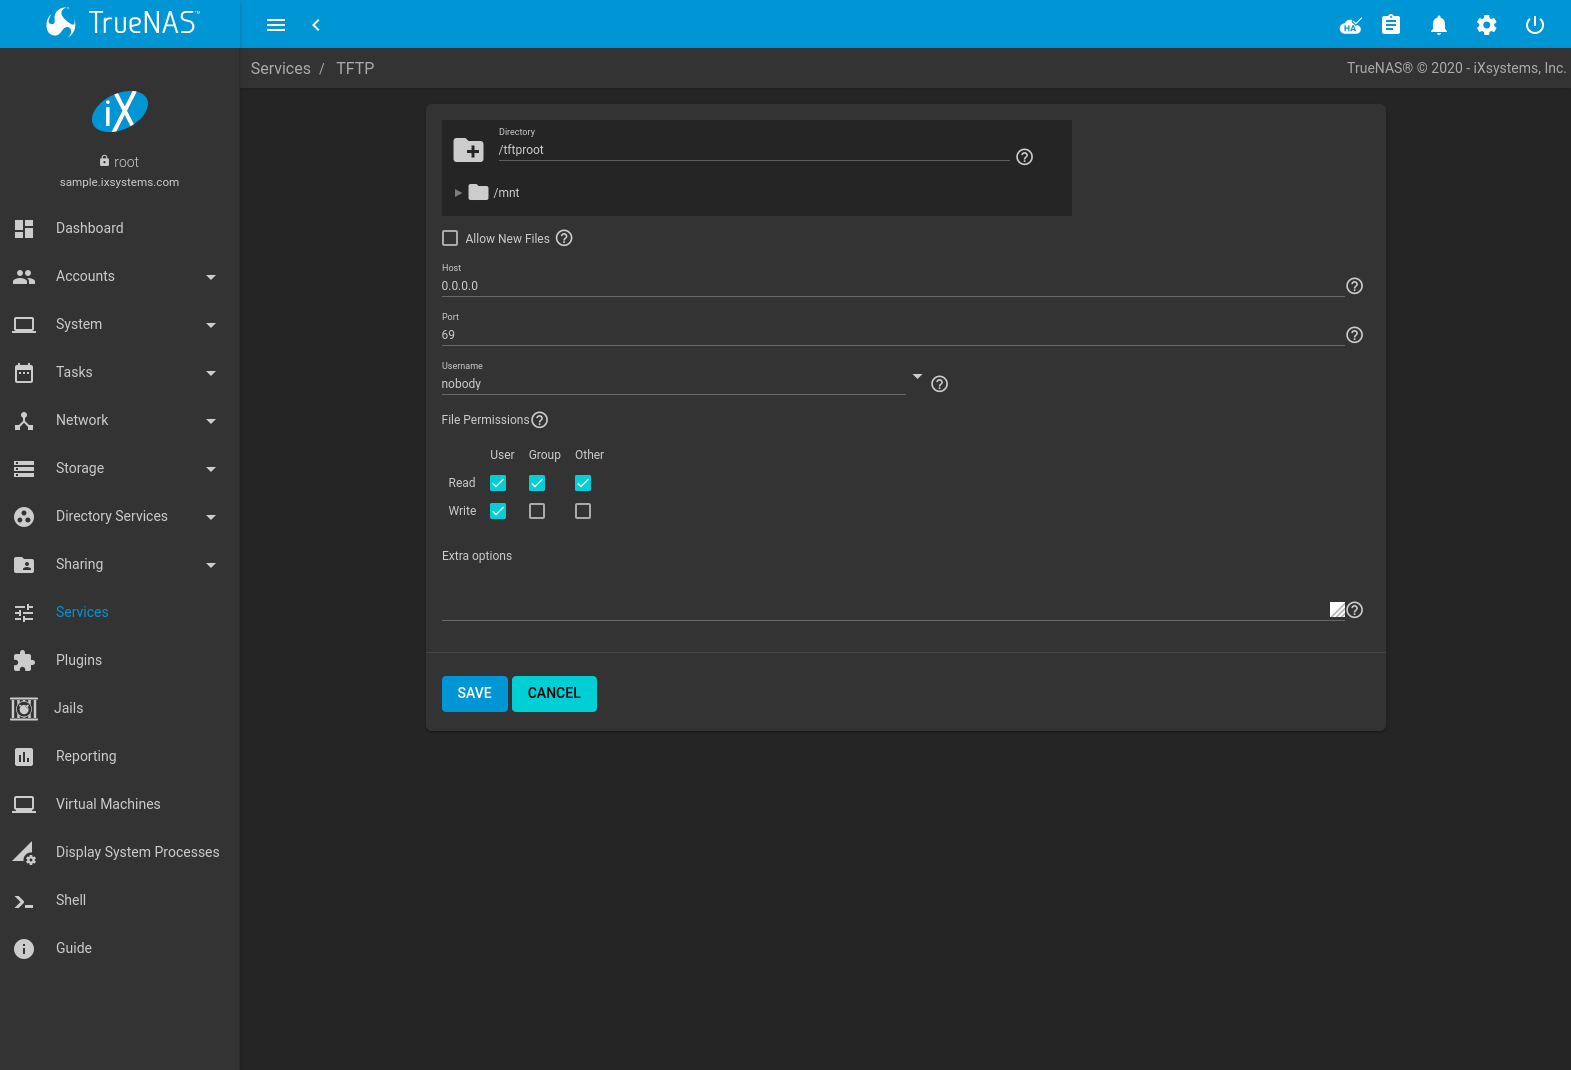 TrueNAS™
HA
Services / TFTP
TrueNAS® © 2020 - iXsystems, Inc.
iX
root
sample.ixsystems.com
Dashboard
Accounts
System
Tasks
Network
Storage
Directory Services
Sharing
Services
Plugins
Jails
Reporting
Virtual Machines
Display System Processes
Shell
Guide
Directory
/tftproot
/mnt
Allow New Files
Host
0.0.0.0
Port
69
Username
nobody
File Permissions
User Group Other
Read
Write
Extra options
SAVE CANCEL